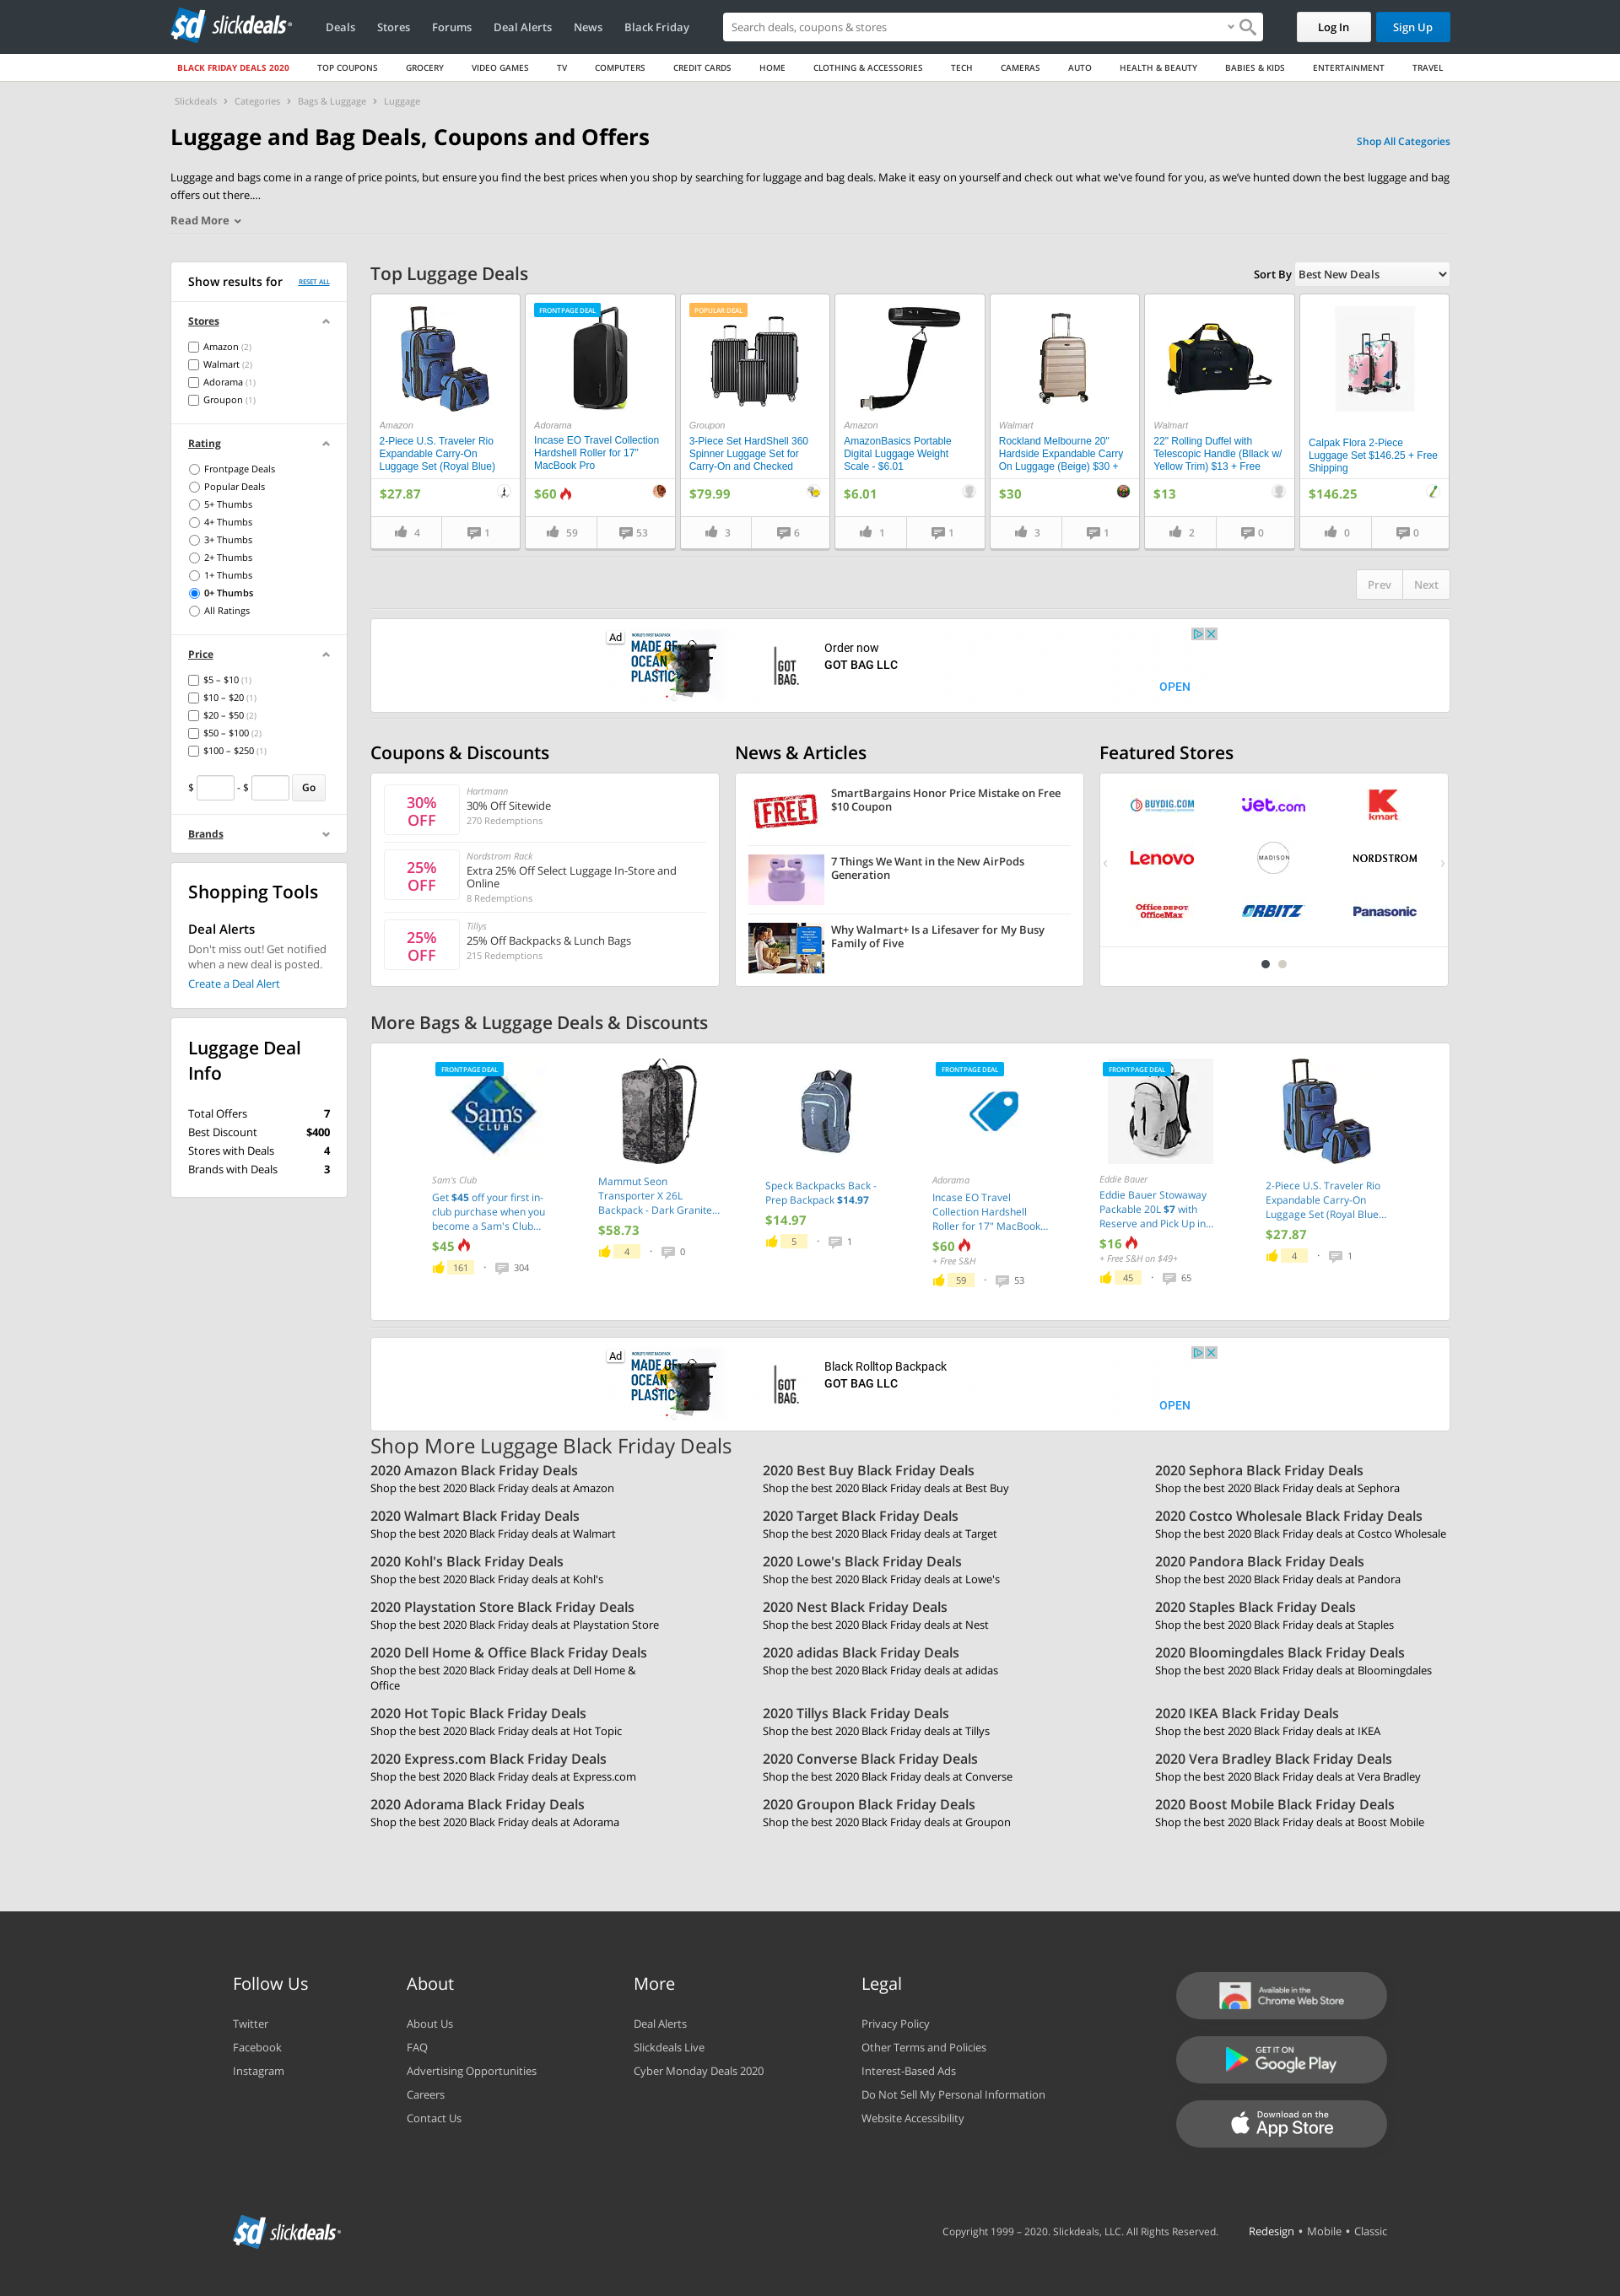 sd slickdeals
Deals Stores Forums Deal Alerts News Black Friday
Search deals, coupons & stores
Log In
Sign Up
BLACK FRIDAY DEALS 2020 TOP COUPONS GROCERY VIDEO GAMES TV COMPUTERS CREDIT CARDS HOME CLOTHING & ACCESSORIES TECH CAMERAS AUTO HEALTH & BEAUTY BABIES & KIDS ENTERTAINMENT TRAVEL
Slickdeals › Categories › Bags & Luggage › Luggage
Luggage and Bag Deals, Coupons and Offers
Shop All Categories
Luggage and bags come in a range of price points, but ensure you find the best prices when you shop by searching for luggage and bag deals. Make it easy on yourself and check out what we've found for you, as we've hunted down the best luggage and bag
offers out there....
Read More
Show results for RESET ALL
Stores
Amazon (2)
Walmart (2)
Adorama (1)
Groupon (1)
Rating
Frontpage Deals
Popular Deals
5+ Thumbs
4+ Thumbs
3+ Thumbs
2+ Thumbs
1+ Thumbs
0+ Thumbs
All Ratings
Price
$5 – $10 (1)
$10 – $20 (1)
$20 – $50 (2)
$50 – $100 (2)
$100 – $250 (1)
$ - $ Go
Brands
Shopping Tools
Deal Alerts
Don't miss out! Get notified
when a new deal is posted.
Create a Deal Alert
Luggage Deal
Info
Total Offers 7
Best Discount $400
Stores with Deals 4
Brands with Deals 3
Top Luggage Deals
Sort By Best New Deals
Amazon
2-Piece U.S. Traveler Rio
Expandable Carry-On
Luggage Set (Royal Blue)
$27.87
4 1
FRONTPAGE DEAL
Adorama
Incase EO Travel Collection
Hardshell Roller for 17"
MacBook Pro
$60
59 53
POPULAR DEAL
Groupon
3-Piece Set HardShell 360
Spinner Luggage Set for
Carry-On and Checked
$79.99
3 6
Amazon
AmazonBasics Portable
Digital Luggage Weight
Scale - $6.01
$6.01
1 1
Walmart
Rockland Melbourne 20"
Hardside Expandable Carry
On Luggage (Beige) $30 +
$30
3 1
Walmart
22" Rolling Duffel with
Telescopic Handle (Bllack w/
Yellow Trim) $13 + Free
$13
2 0
Calpak Flora 2-Piece
Luggage Set $146.25 + Free
Shipping
$146.25
0 0
Prev Next
Ad
WORLD'S FIRST BACKPACK
MADE OF
OCEAN
PLASTIC
GOT
BAG.
Order now
GOT BAG LLC
OPEN
Coupons & Discounts
30%
OFF
Hartmann
30% Off Sitewide
270 Redemptions
25%
OFF
Nordstrom Rack
Extra 25% Off Select Luggage In-Store and
Online
8 Redemptions
25%
OFF
Tillys
25% Off Backpacks & Lunch Bags
215 Redemptions
News & Articles
FREE
SmartBargains Honor Price Mistake on Free
$10 Coupon
7 Things We Want in the New AirPods
Generation
Why Walmart+ Is a Lifesaver for My Busy
Family of Five
Featured Stores
BUYDIG.COM
Jet.com
K
kmart
Lenovo
MADISON
NORDSTROM
Office DEPOT
OfficeMax
ORBITZ
Panasonic
More Bags & Luggage Deals & Discounts
FRONTPAGE DEAL
Sam's
CLUB
Sam's Club
Get $45 off your first in-
club purchase when you
become a Sam's Club...
$45
161 · 304
Mammut Seon
Transporter X 26L
Backpack - Dark Granite...
$58.73
4 · 0
Speck Backpacks Back -
Prep Backpack $14.97
$14.97
5 · 1
FRONTPAGE DEAL
Adorama
Incase EO Travel
Collection Hardshell
Roller for 17" MacBook...
$60
+ Free S&H
59 · 53
FRONTPAGE DEAL
Eddie Bauer
Eddie Bauer Stowaway
Packable 20L $7 with
Reserve and Pick Up in...
$16
+ Free S&H on $49+
45 · 65
2-Piece U.S. Traveler Rio
Expandable Carry-On
Luggage Set (Royal Blue...
$27.87
4 · 1
Ad
WORLD'S FIRST BACKPACK
MADE OF
OCEAN
PLASTIC
GOT
BAG.
Black Rolltop Backpack
GOT BAG LLC
OPEN
Shop More Luggage Black Friday Deals
2020 Amazon Black Friday Deals
Shop the best 2020 Black Friday deals at Amazon
2020 Best Buy Black Friday Deals
Shop the best 2020 Black Friday deals at Best Buy
2020 Sephora Black Friday Deals
Shop the best 2020 Black Friday deals at Sephora
2020 Walmart Black Friday Deals
Shop the best 2020 Black Friday deals at Walmart
2020 Target Black Friday Deals
Shop the best 2020 Black Friday deals at Target
2020 Costco Wholesale Black Friday Deals
Shop the best 2020 Black Friday deals at Costco Wholesale
2020 Kohl's Black Friday Deals
Shop the best 2020 Black Friday deals at Kohl's
2020 Lowe's Black Friday Deals
Shop the best 2020 Black Friday deals at Lowe's
2020 Pandora Black Friday Deals
Shop the best 2020 Black Friday deals at Pandora
2020 Playstation Store Black Friday Deals
Shop the best 2020 Black Friday deals at Playstation Store
2020 Nest Black Friday Deals
Shop the best 2020 Black Friday deals at Nest
2020 Staples Black Friday Deals
Shop the best 2020 Black Friday deals at Staples
2020 Dell Home & Office Black Friday Deals
Shop the best 2020 Black Friday deals at Dell Home &
Office
2020 adidas Black Friday Deals
Shop the best 2020 Black Friday deals at adidas
2020 Bloomingdales Black Friday Deals
Shop the best 2020 Black Friday deals at Bloomingdales
2020 Hot Topic Black Friday Deals
Shop the best 2020 Black Friday deals at Hot Topic
2020 Tillys Black Friday Deals
Shop the best 2020 Black Friday deals at Tillys
2020 IKEA Black Friday Deals
Shop the best 2020 Black Friday deals at IKEA
2020 Express.com Black Friday Deals
Shop the best 2020 Black Friday deals at Express.com
2020 Converse Black Friday Deals
Shop the best 2020 Black Friday deals at Converse
2020 Vera Bradley Black Friday Deals
Shop the best 2020 Black Friday deals at Vera Bradley
2020 Adorama Black Friday Deals
Shop the best 2020 Black Friday deals at Adorama
2020 Groupon Black Friday Deals
Shop the best 2020 Black Friday deals at Groupon
2020 Boost Mobile Black Friday Deals
Shop the best 2020 Black Friday deals at Boost Mobile
Follow Us
Twitter
Facebook
Instagram
About
About Us
FAQ
Advertising Opportunities
Careers
Contact Us
More
Deal Alerts
Slickdeals Live
Cyber Monday Deals 2020
Legal
Privacy Policy
Other Terms and Policies
Interest-Based Ads
Do Not Sell My Personal Information
Website Accessibility
Available in the
Chrome Web Store
GET IT ON
Google Play
Download on the
App Store
sd slickdeals
Copyright 1999 – 2020. Slickdeals, LLC. All Rights Reserved. Redesign • Mobile • Classic